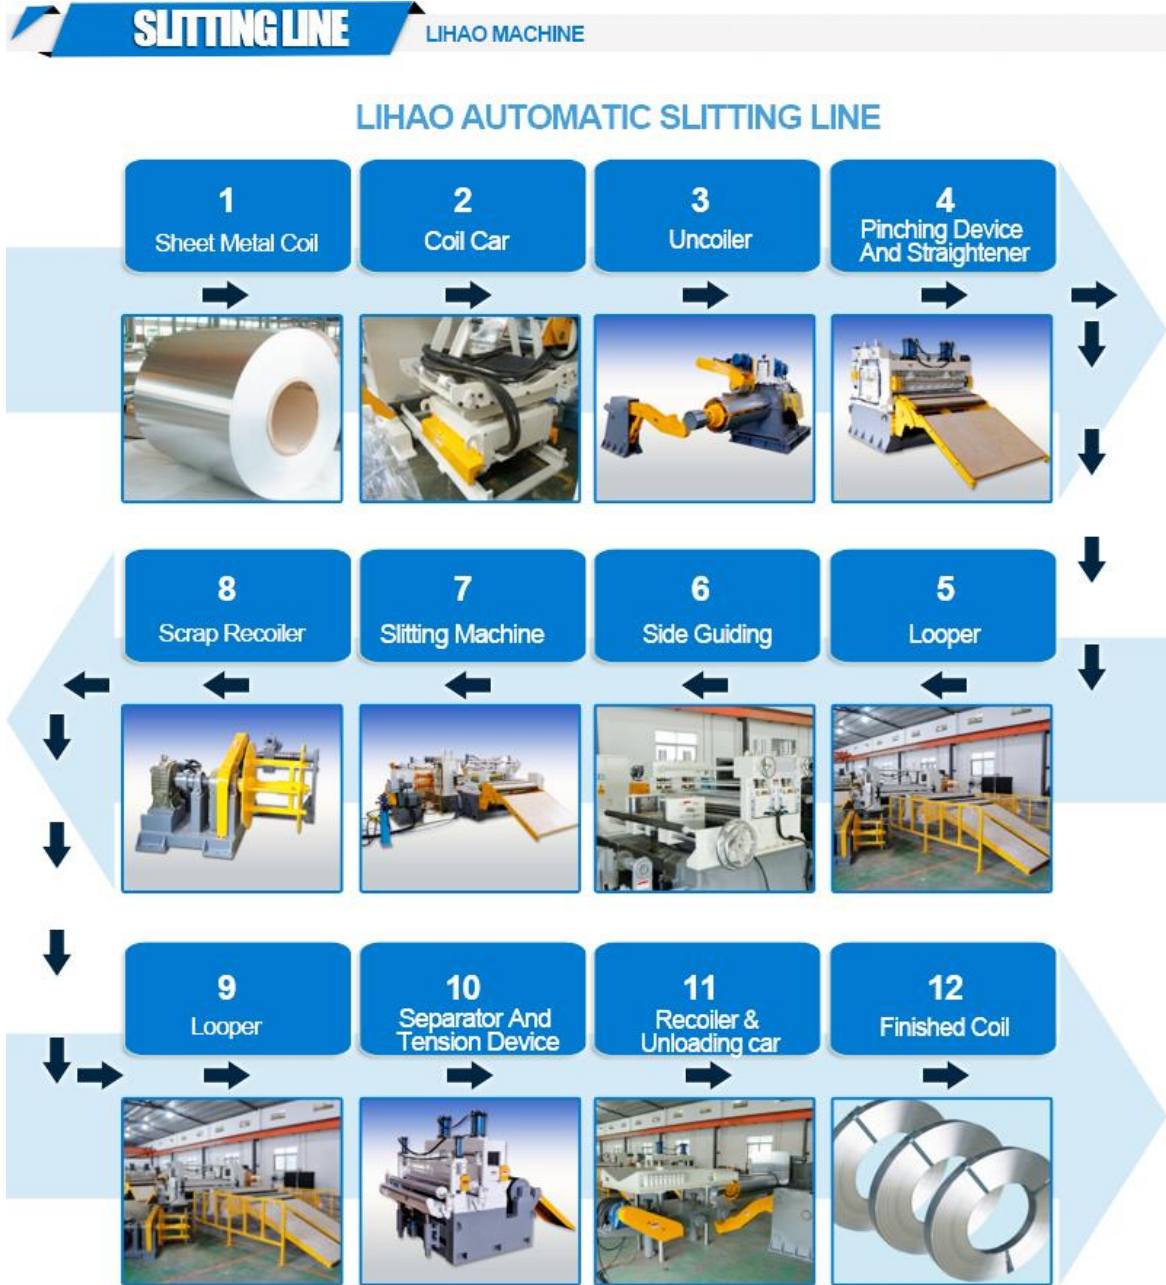 SLITTING LINE
LIHAO MACHINE
LIHAO AUTOMATIC SLITTING LINE
1
Sheet Metal Coil
2
Coil Car
3
Uncoiler
4
Pinching Device
And Straightener
8
Scrap Recoiler
7
Slitting Machine
6
Side Guiding
5
Looper
9
Looper
10
Separator And
Tension Device
11
Recoiler &
Unloading car
12
Finished Coil